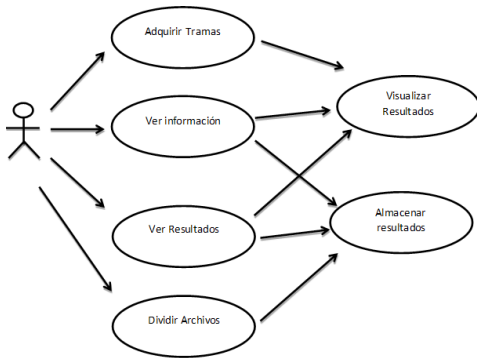 Adquirir Tramas
Ver información
Ver Resultados
Dividir Archivos
Visualizar
Resultados
Almacenar
resultados